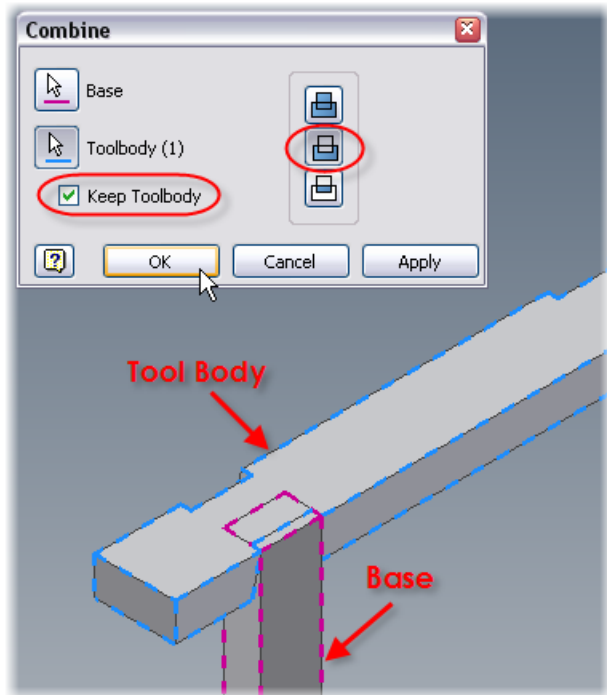 Combine
Base
Toolbody (1)
Keep Toolbody
OK
Cancel
Apply
Tool Body
Base